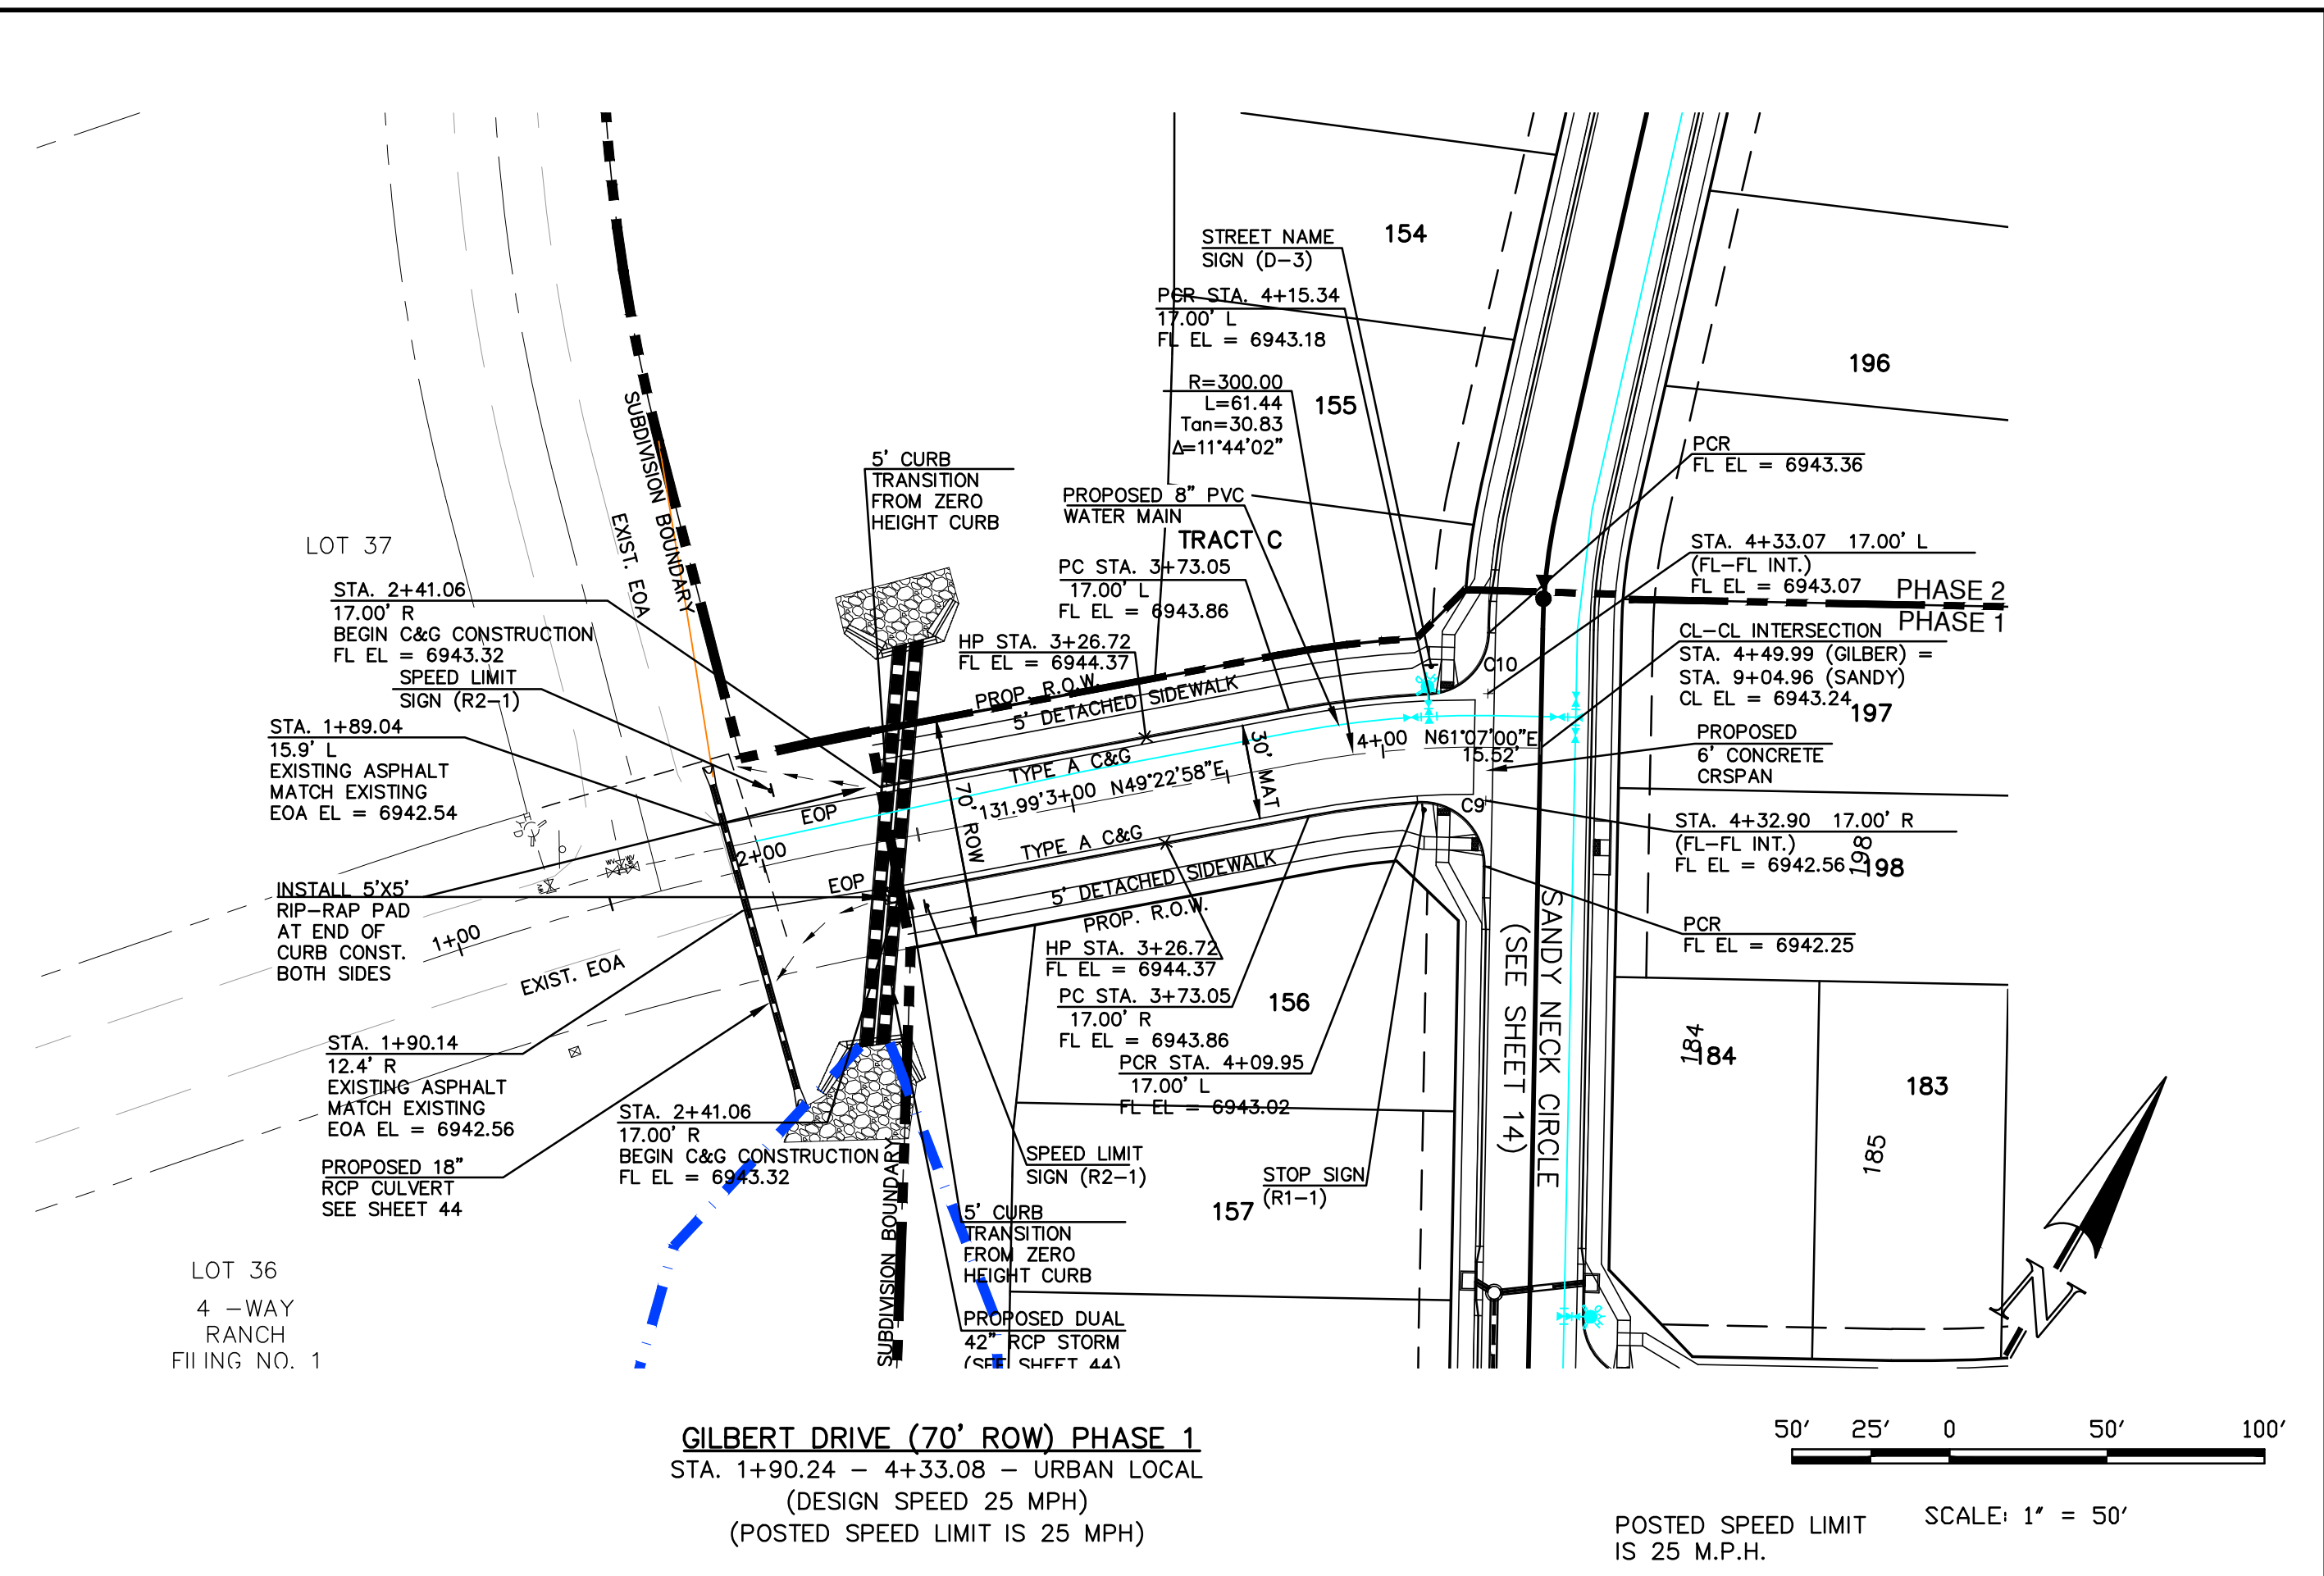 STREET NAME
SIGN (D-3)
154
PCR STA. 4+15.34
17.00' L
FL EL = 6943.18
196
R=300.00
L=61.44
Tan=30.83
Δ=11°44'02"
155
SUBDIVISION BOUNDARY
5' CURB
TRANSITION
FROM ZERO
HEIGHT CURB
PCR
FL EL = 6943.36
PROPOSED 8" PVC
WATER MAIN
TRACT C
EXIST. EOA
LOT 37
STA. 4+33.07 17.00' L
(FL-FL INT.)
FL EL = 6943.07
PHASE 2
PHASE 1
PC STA. 3+73.05
17.00' L
FL EL = 6943.86
STA. 2+41.06
17.00' R
BEGIN C&G CONSTRUCTION
FL EL = 6943.32
HP STA. 3+26.72
FL EL = 6944.37
CL-CL INTERSECTION
STA. 4+49.99 (GILBER) =
STA. 9+04.96 (SANDY)
CL EL = 6943.24
197
SPEED LIMIT
SIGN (R2-1)
C10
PROP. R.O.W.
5' DETACHED SIDEWALK
STA. 1+89.04
15.9' L
EXISTING ASPHALT
MATCH EXISTING
EOA EL = 6942.54
PROPOSED
6' CONCRETE
CRSPAN
4+00 N61°07'00"E
15.52'
TYPE A C&G
30' MAT
131.99' 3+00 N49°22'58"E
70' ROW
EOP
C9
STA. 4+32.90 17.00' R
(FL-FL INT.)
FL EL = 6942.56
198
198
2+00
TYPE A C&G
5' DETACHED SIDEWALK
PROP. R.O.W.
EOP
INSTALL 5'X5'
RIP-RAP PAD
AT END OF
CURB CONST.
BOTH SIDES
1+00
EXIST. EOA
PCR
FL EL = 6942.25
SANDY NECK CIRCLE
(SEE SHEET 14)
HP STA. 3+26.72
FL EL = 6944.37
PC STA. 3+73.05
17.00' R
FL EL = 6943.86
156
STA. 1+90.14
12.4' R
EXISTING ASPHALT
MATCH EXISTING
EOA EL = 6942.56
184
184
183
PCR STA. 4+09.95
17.00' L
FL EL = 6943.02
STA. 2+41.06
17.00' R
BEGIN C&G CONSTRUCTION
FL EL = 6943.32
185
PROPOSED 18"
RCP CULVERT
SEE SHEET 44
SPEED LIMIT
SIGN (R2-1)
STOP SIGN
(R1-1)
157
SUBDIVISION BOUNDARY
5' CURB
TRANSITION
FROM ZERO
HEIGHT CURB
LOT 36
4 -WAY
RANCH
FILING NO. 1
PROPOSED DUAL
42" RCP STORM
(SEE SHEET 44)
N
GILBERT DRIVE (70' ROW) PHASE 1
STA. 1+90.24 - 4+33.08 - URBAN LOCAL
(DESIGN SPEED 25 MPH)
(POSTED SPEED LIMIT IS 25 MPH)
50' 25' 0 50' 100'
SCALE: 1" = 50'
POSTED SPEED LIMIT
IS 25 M.P.H.